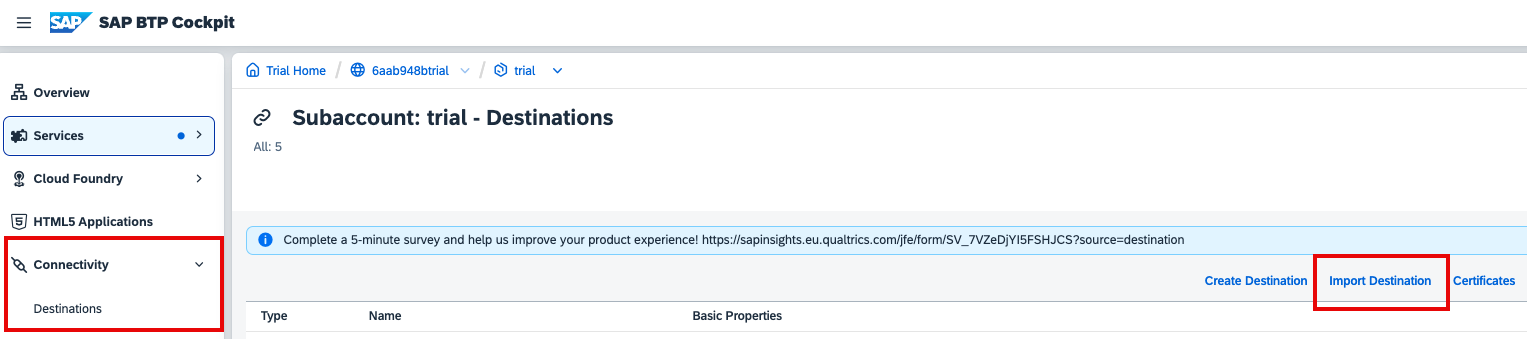 SAP SAP BTP Cockpit
Trial Home / 6aab948btrial / trial
Overview
Subaccount: trial - Destinations
Services
All: 5
Cloud Foundry
5 HTML5 Applications
Complete a 5-minute survey and help us improve your product experience! https://sapinsights.eu.qualtrics.com/jfe/form/SV_7VZeDjYI5FSHJCS?source=destination
Connectivity
Create Destination Import Destination Certificates
Destinations
Type Name Basic Properties